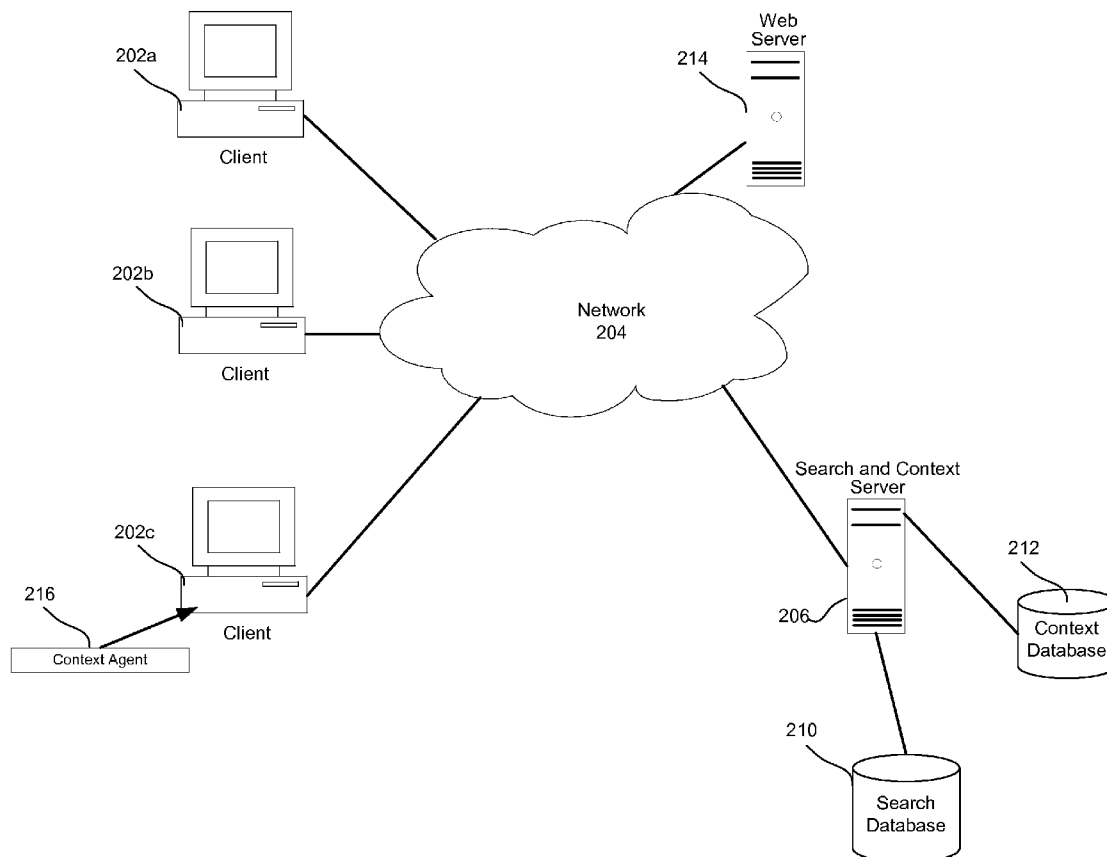 Web
Server
202a
214
Client
202b
Network
204
Client
Search and Context
Server
202c
212
216
206
Client
Context
Database
Context Agent
210
Search
Database